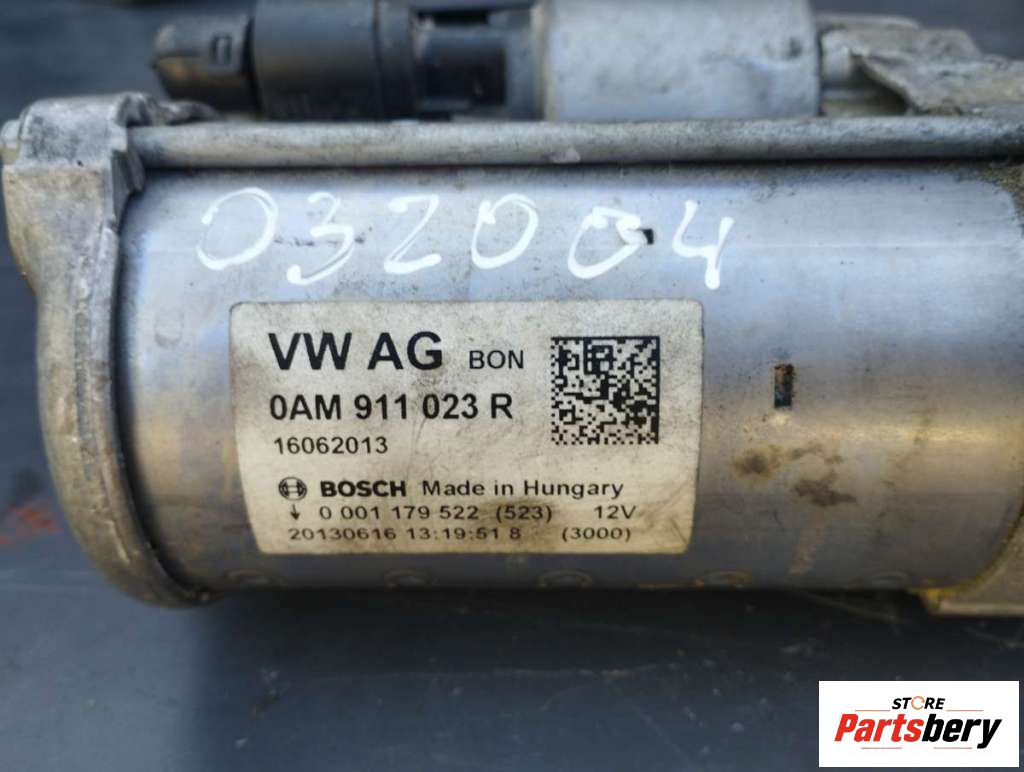 032004
VW AG BON
0AM 911 023 R
16062013
BOSCH Made in Hungary
0 001 179 522 (523) 12V
20130616 13:19:51 8 (3000)
STORE
Partsbery